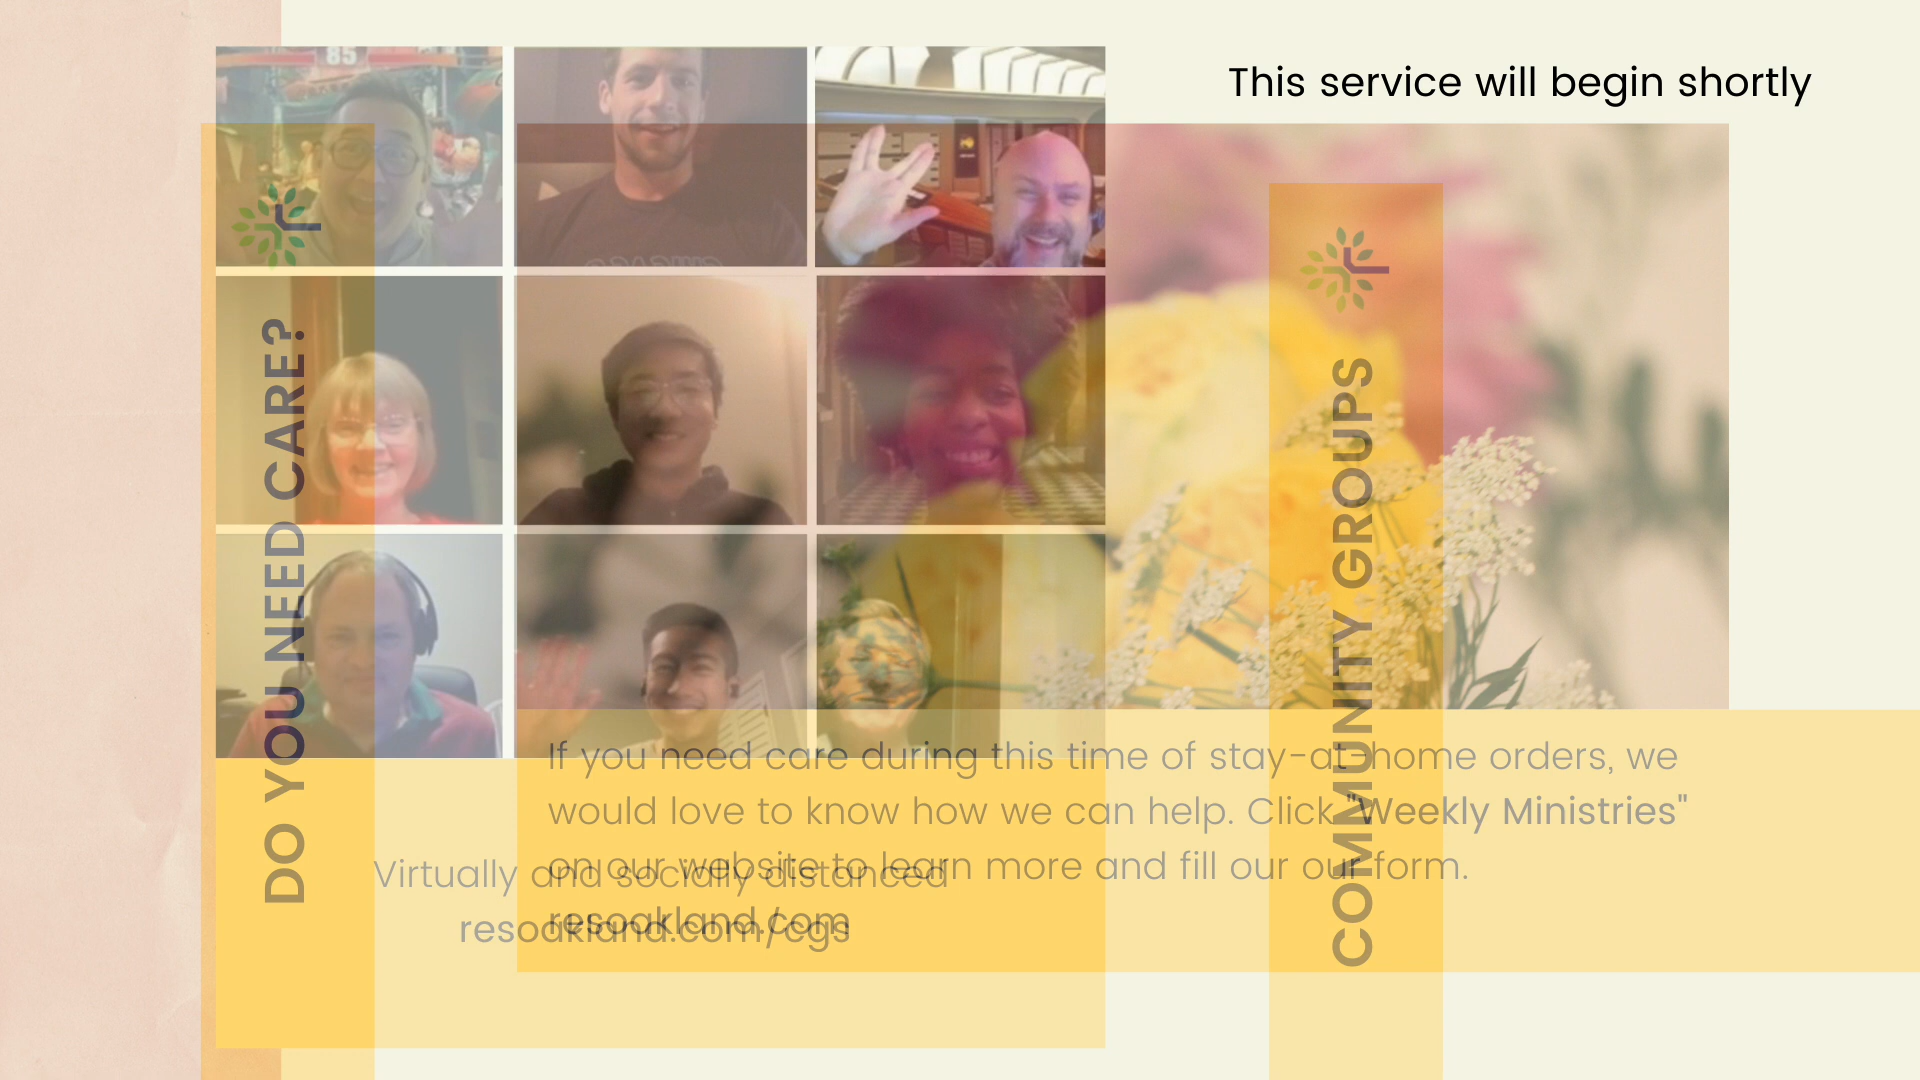 This service will begin shortly
85
DO YOU NEED CARE?
COMMUNITY GROUPS
If you need care during this time of stay-at-home orders, we
would love to know how we can help. Click "Weekly Ministries"
on our website to learn more and fill our our form.
resoakland.com
Virtually and socially distanced
resoakland.com/cgs